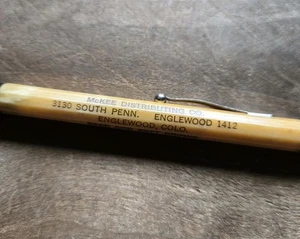 McKEE DISTRIBUTING CO.
3130 SOUTH PENN. ENGLEWOOD 1412
ENGLEWOOD, COLO.